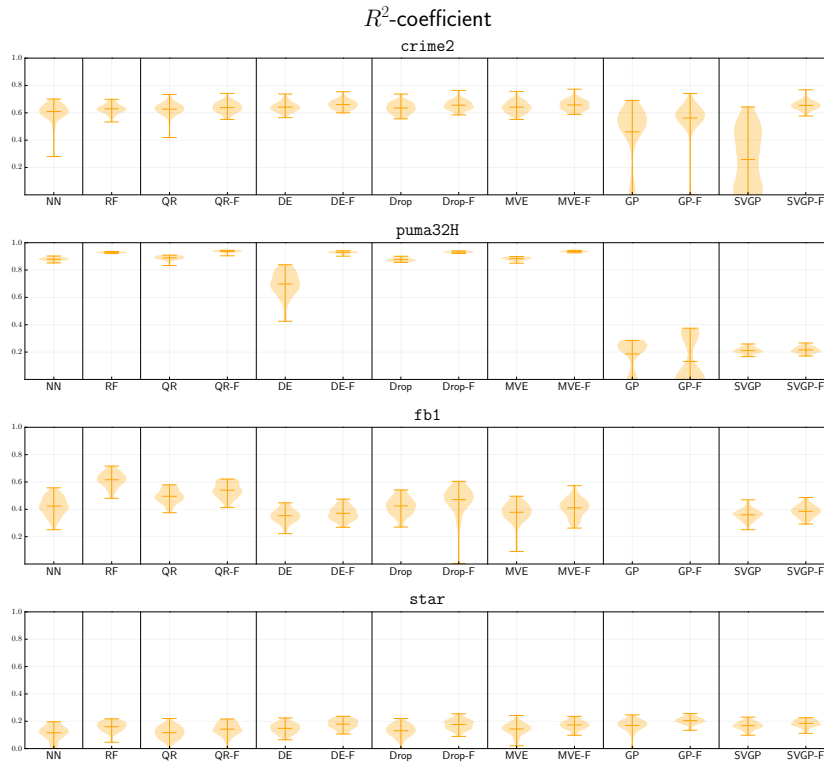 R²-coefficient
crime2
1.0
0.8
0.6
0.4
0.2
NN RF QR QR-F DE DE-F Drop Drop-F MVE MVE-F GP GP-F SVGP SVGP-F
puma32H
1.0
0.8
0.6
0.4
0.2
NN RF QR QR-F DE DE-F Drop Drop-F MVE MVE-F GP GP-F SVGP SVGP-F
fb1
1.0
0.8
0.6
0.4
0.2
NN RF QR QR-F DE DE-F Drop Drop-F MVE MVE-F GP GP-F SVGP SVGP-F
star
1.0
0.8
0.6
0.4
0.2
0.0
NN RF QR QR-F DE DE-F Drop Drop-F MVE MVE-F GP GP-F SVGP SVGP-F